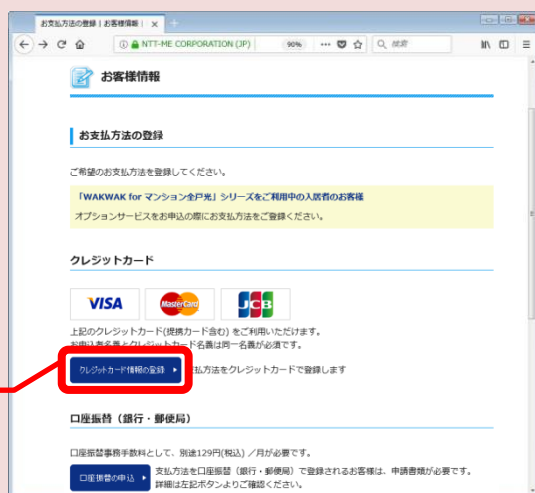 お支払方法の登録 | お客様情報 |
NTT-ME CORPORATION (JP)
90%
検索
お客様情報
お支払方法の登録
ご希望のお支払方法を登録してください。
「WAKWAK for マンション全戸光」シリーズをご利用中の入居者のお客様
オプションサービスをお申込の際にお支払方法をご登録ください。
クレジットカード
VISA MasterCard JCB
上記のクレジットカード(提携カード含む) をご利用いただけます。
お申込者名義とクレジットカード名義は同一名義が必須です。
クレジットカード情報の登録 払方法をクレジットカードで登録します
口座振替（銀行・郵便局）
口座振替事務手数料として、別途129円(税込) ／月が必要です。
口座振替の申込 支払方法を口座振替（銀行・郵便局）で登録されるお客様は、申請書類が必要です。
詳細は左記ボタンよりご確認ください。